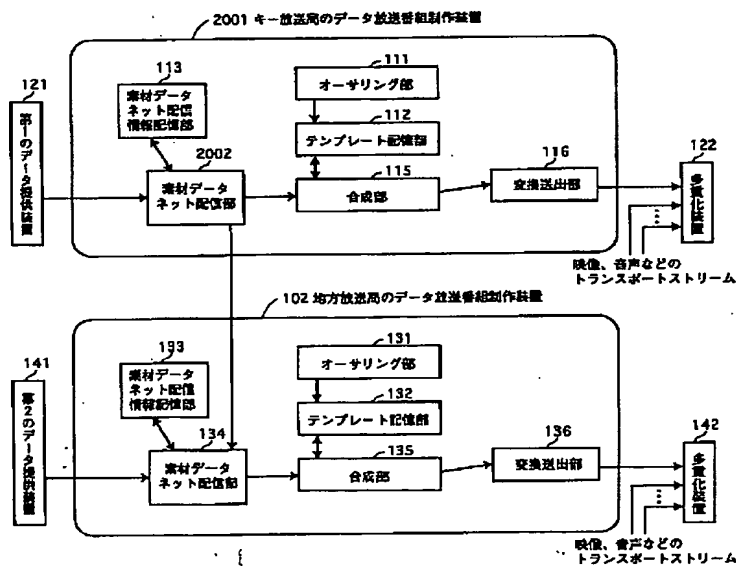 2001 キー放送局のデータ放送番組制作装置
113
素材データ
ネット配信
情報記憶部
111
オーサリング部
121
第1のデータ提供装置
112
テンプレート記憶部
2002
素材データ
ネット配信部
115
合成部
116
変換送出部
122
多重化装置
映像、音声などの
トランスポートストリーム
102 地方放送局のデータ放送番組制作装置
133
素材データ
ネット配信
情報記憶部
131
オーサリング部
141
第2のデータ提供装置
132
テンプレート記憶部
134
素材データ
ネット配信部
135
合成部
136
変換送出部
142
多重化装置
映像、音声などの
トランスポートストリーム